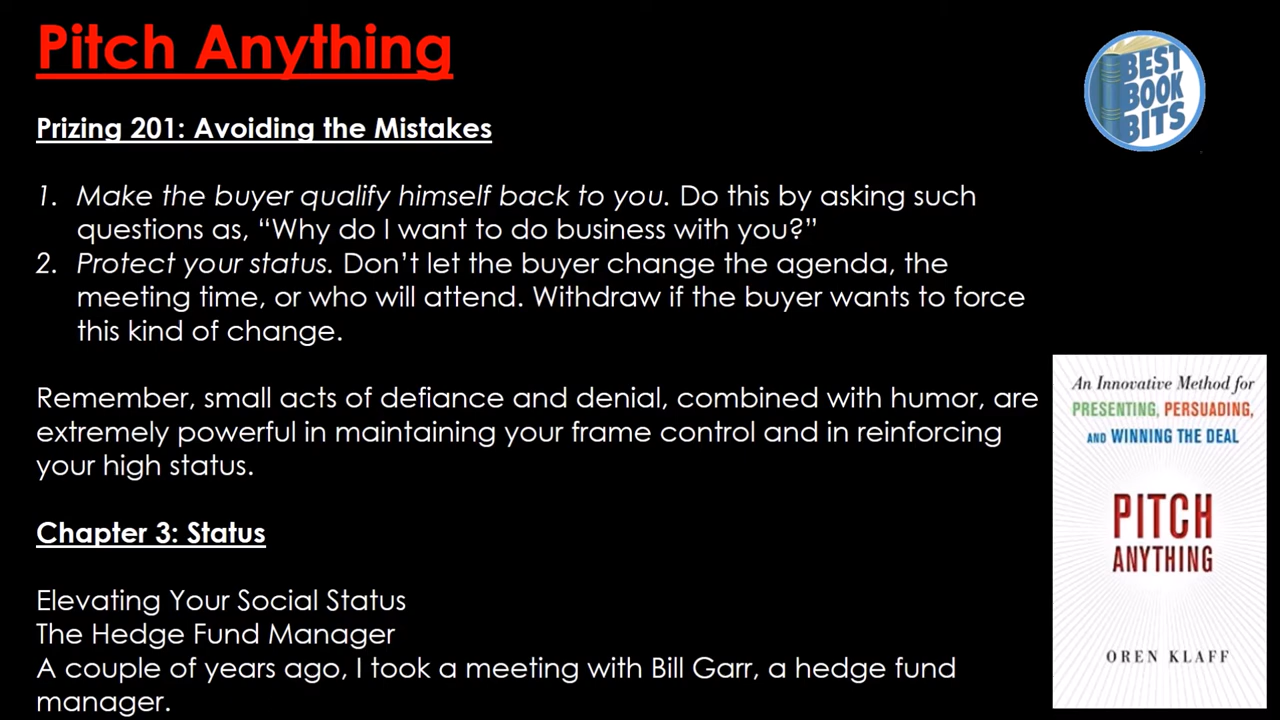 Pitch Anything
BEST
BOOK
BITS
Prizing 201: Avoiding the Mistakes
1. Make the buyer qualify himself back to you. Do this by asking such
questions as, “Why do I want to do business with you?”
2. Protect your status. Don’t let the buyer change the agenda, the
meeting time, or who will attend. Withdraw if the buyer wants to force
this kind of change.
Remember, small acts of defiance and denial, combined with humor, are
extremely powerful in maintaining your frame control and in reinforcing
your high status.
Chapter 3: Status
Elevating Your Social Status
The Hedge Fund Manager
A couple of years ago, I took a meeting with Bill Garr, a hedge fund
manager.
An Innovative Method for
PRESENTING, PERSUADING,
AND WINNING THE DEAL
PITCH
ANYTHING
OREN KLAFF